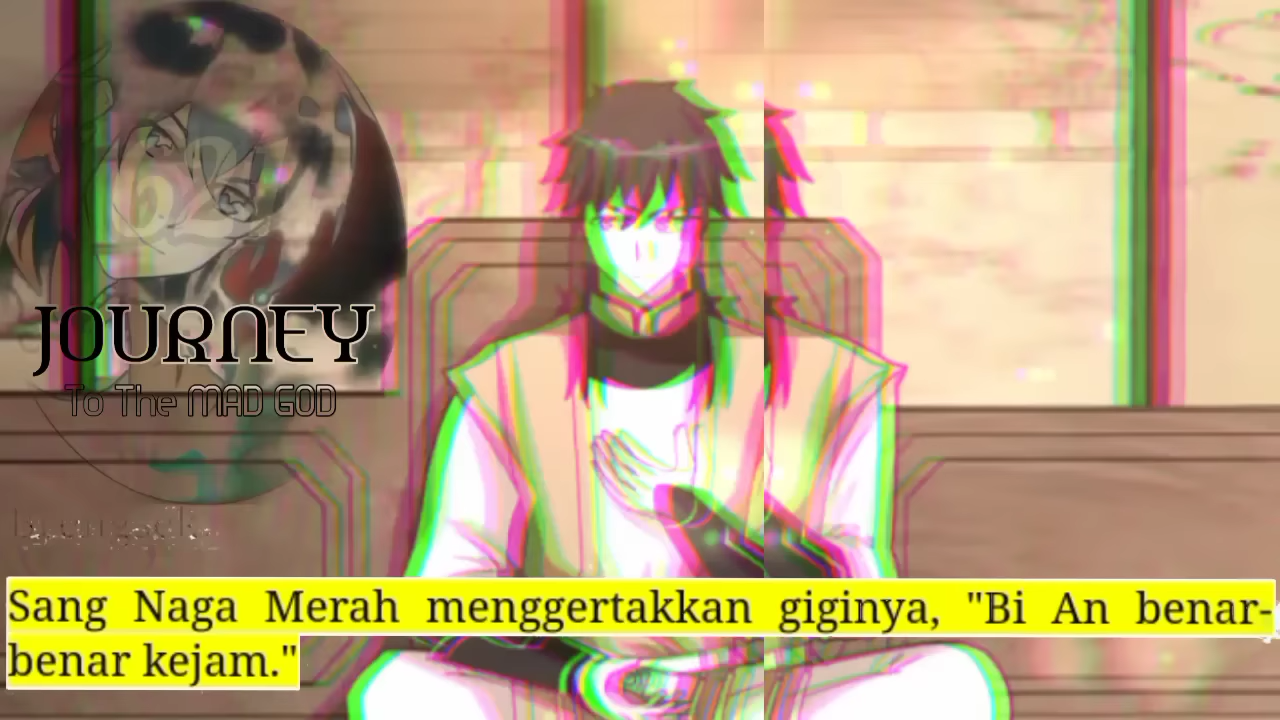 JOURNEY
To The MAD GOD
Sang Naga Merah menggertakkan giginya, "Bi An benar-
benar kejam."